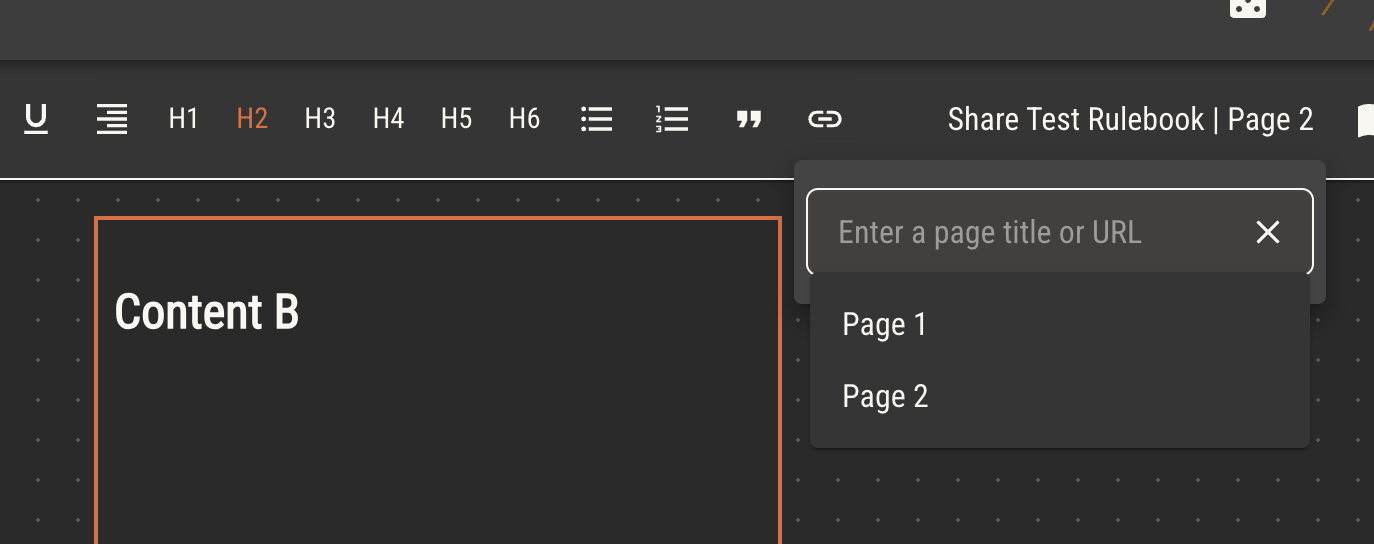 U H1 H2 H3 H4 H5 H6 Share Test Rulebook | Page 2
Enter a page title or URL
Content B
Page 1
Page 2